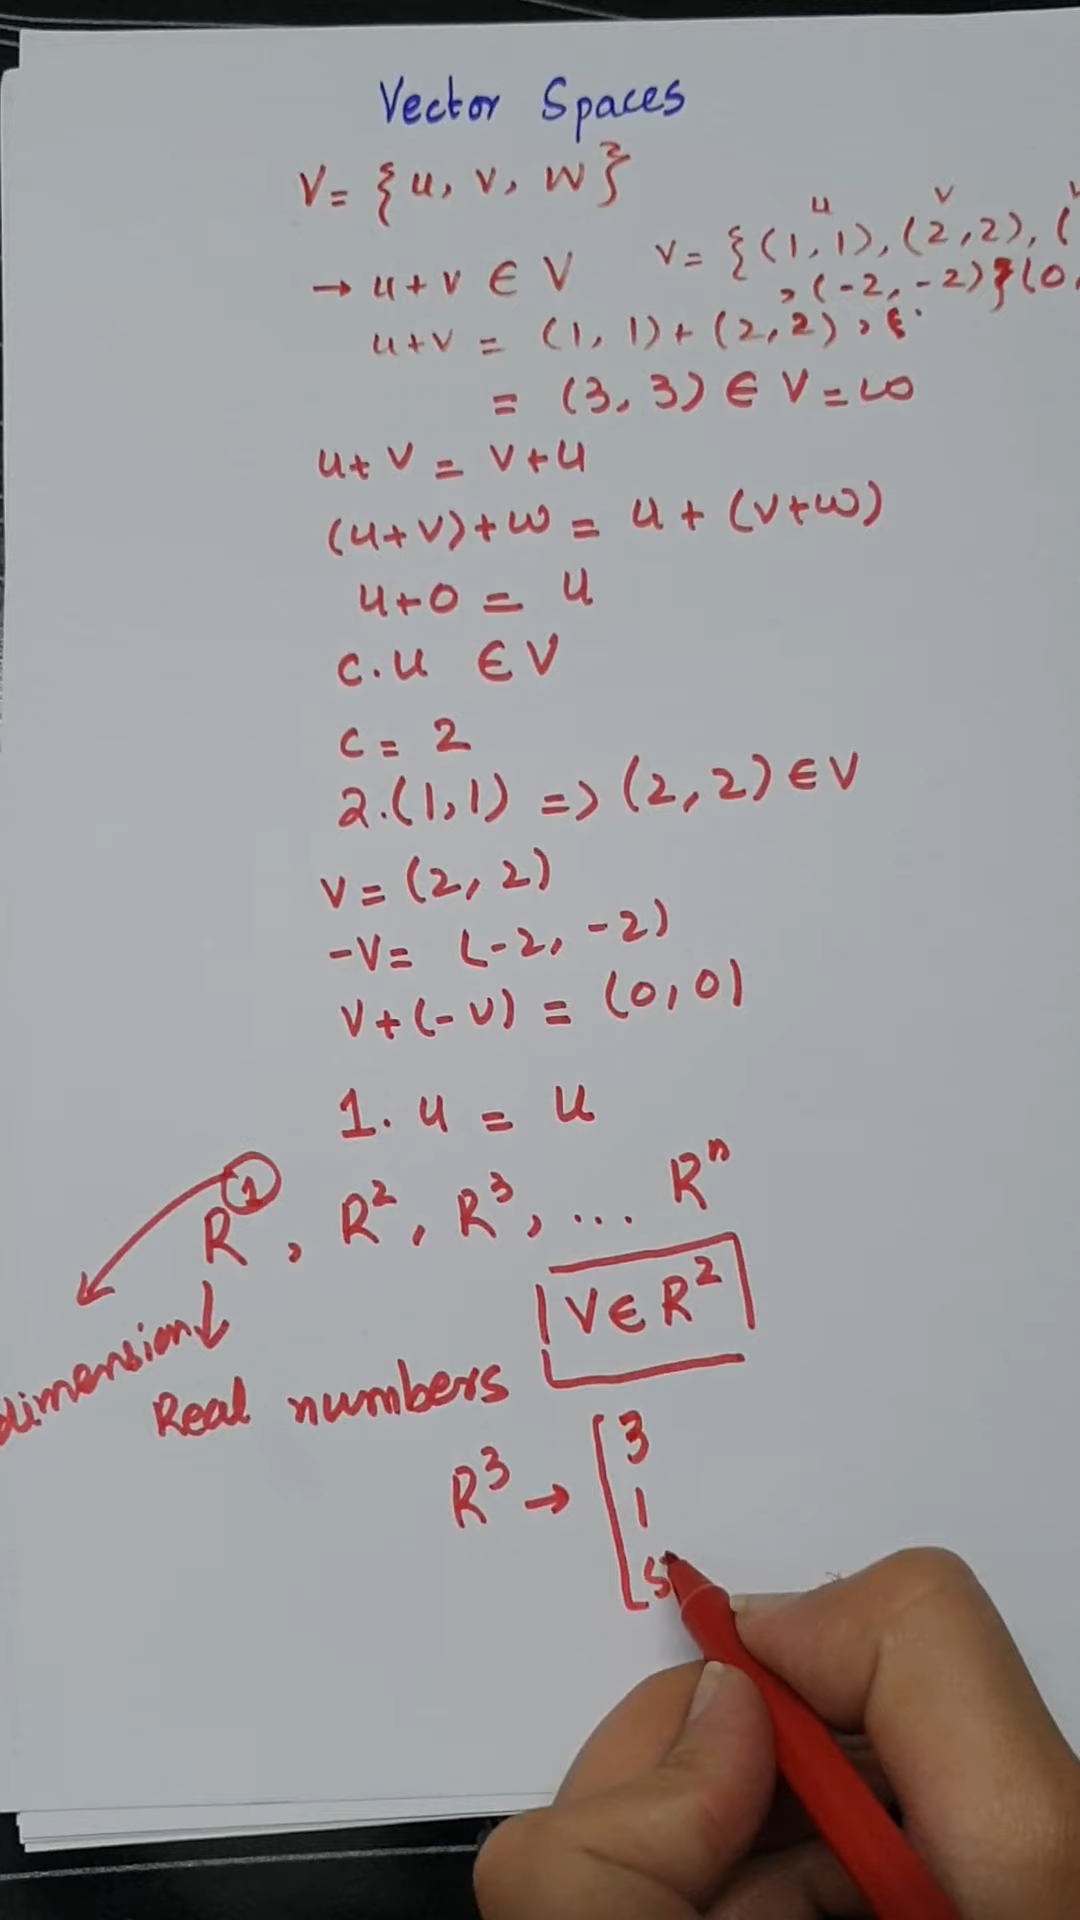 Vector Spaces
V = {u, v, w}
V = {(1,1), (2,2), (
u v
, (-2, -2)} (0,
→ u + v ∈ V
u+v = (1, 1) + (2, 2)
= (3, 3) ∈ V = w
u + v = v + u
(u+v)+w = u + (v+w)
u+0 = u
c.u ∈ V
c = 2
2.(1,1) => (2, 2) ∈ V
V = (2, 2)
-V = (-2, -2)
V + (-V) = (0,0)
1. u = u
R¹, R², R³, ... Rⁿ
V ∈ R²
dimension
Real numbers
R³ → [3
1
5